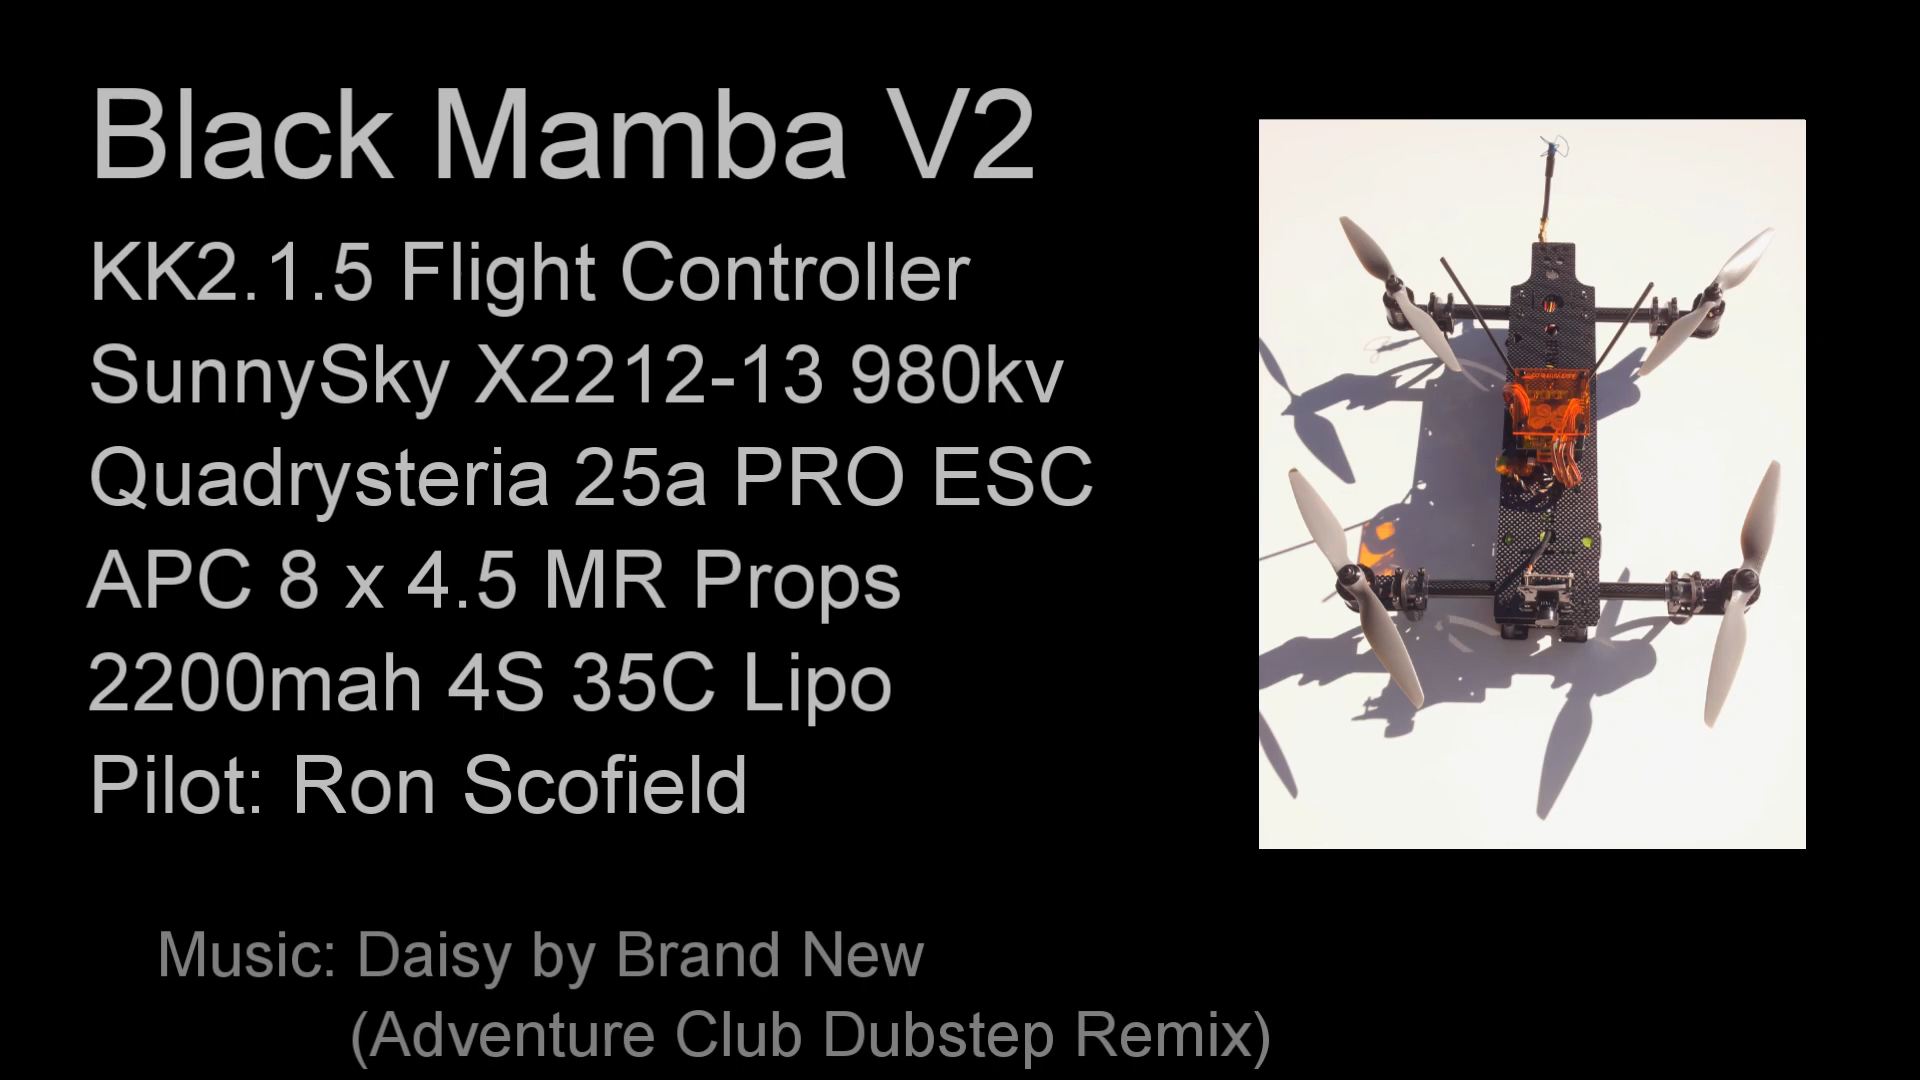 Black Mamba V2
KK2.1.5 Flight Controller
SunnySky X2212-13 980kv
Quadrysteria 25a PRO ESC
APC 8 x 4.5 MR Props
2200mah 4S 35C Lipo
Pilot: Ron Scofield
Music: Daisy by Brand New
(Adventure Club Dubstep Remix)